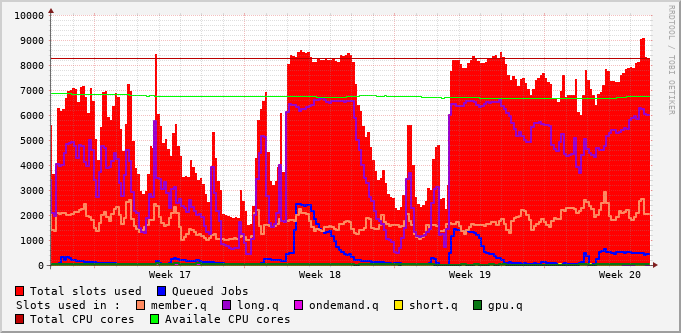 10000
9000
8000
7000
6000
5000
4000
3000
2000
1000
0
Week 17 Week 18 Week 19 Week 20
Total slots used Queued Jobs
Slots used in : member.q long.q ondemand.q short.q gpu.q
Total CPU cores Availale CPU cores
RRDTOOL / TOBI OETIKER